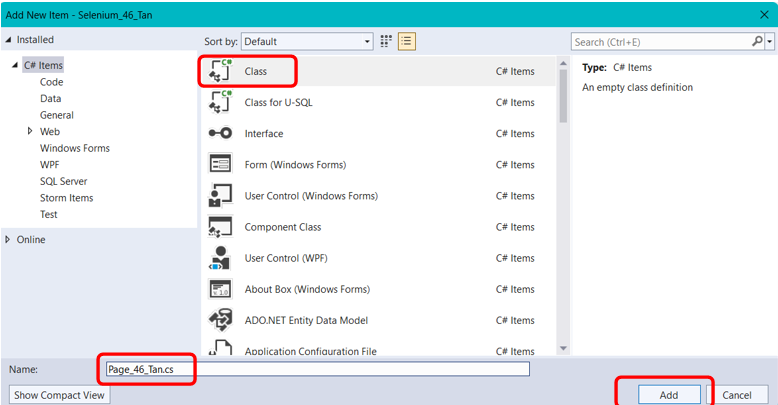 Add New Item - Selenium_46_Tan
Installed
Sort by: Default
Search (Ctrl+E)
C# Items
Code
Data
General
Web
Windows Forms
WPF
SQL Server
Storm Items
Test
Online
Class C# Items
Class for U-SQL C# Items
Interface C# Items
Form (Windows Forms) C# Items
User Control (Windows Forms) C# Items
Component Class C# Items
User Control (WPF) C# Items
About Box (Windows Forms) C# Items
ADO.NET Entity Data Model C# Items
Application Configuration File C# Items
Type: C# Items
An empty class definition
Name: Page_46_Tan.cs
Show Compact View
Add
Cancel